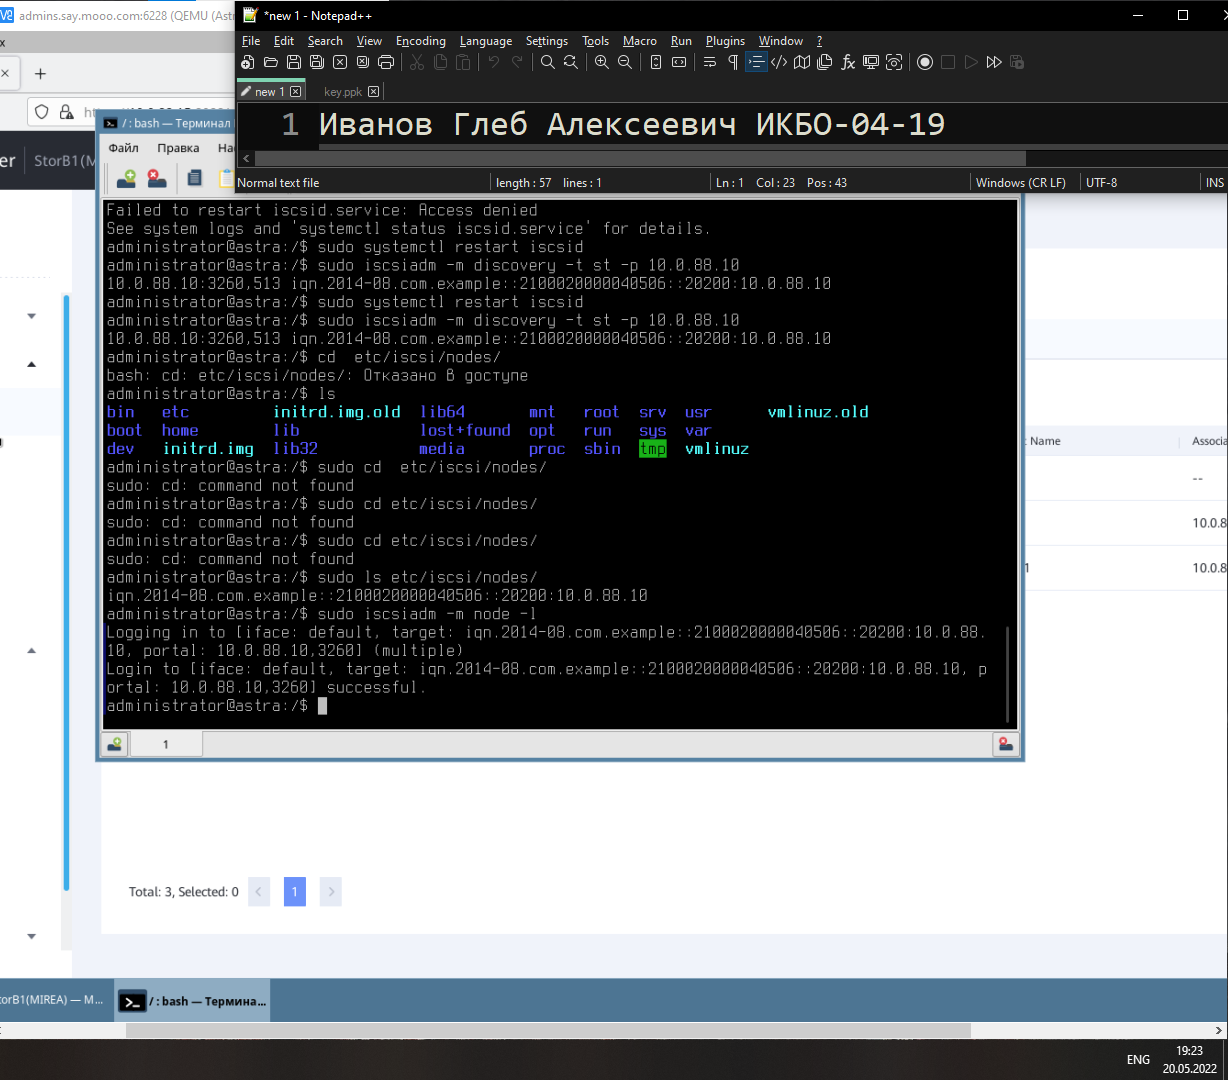 admins.say.mooo.com:6228 (QEMU (Ast
*new 1 - Notepad++
File Edit Search View Encoding Language Settings Tools Macro Run Plugins Window ?
new 1 key.ppk
1 Иванов Глеб Алексеевич ИКБО-04-19
Normal text file length : 57 lines : 1 Ln : 1 Col : 23 Pos : 43 Windows (CR LF) UTF-8 INS
er StorB1(M
/ : bash — Терминал
Файл Правка На
Failed to restart iscsid.service: Access denied
See system logs and 'systemctl status iscsid.service' for details.
administrator@astra:/$ sudo systemctl restart iscsid
administrator@astra:/$ sudo iscsiadm -m discovery -t st -p 10.0.88.10
10.0.88.10:3260,513 iqn.2014-08.com.example::2100020000040506::20200:10.0.88.10
administrator@astra:/$ sudo systemctl restart iscsid
administrator@astra:/$ sudo iscsiadm -m discovery -t st -p 10.0.88.10
10.0.88.10:3260,513 iqn.2014-08.com.example::2100020000040506::20200:10.0.88.10
administrator@astra:/$ cd  etc/iscsi/nodes/
bash: cd: etc/iscsi/nodes/: Отказано в доступе
administrator@astra:/$ ls
bin etc initrd.img.old lib64 mnt root srv usr vmlinuz.old
boot home lib lost+found opt run sys var
dev initrd.img lib32 media proc sbin tmp vmlinuz
administrator@astra:/$ sudo cd  etc/iscsi/nodes/
sudo: cd: command not found
administrator@astra:/$ sudo cd etc/iscsi/nodes/
sudo: cd: command not found
administrator@astra:/$ sudo cd etc/iscsi/nodes/
sudo: cd: command not found
administrator@astra:/$ sudo ls etc/iscsi/nodes/
iqn.2014-08.com.example::2100020000040506::20200:10.0.88.10
administrator@astra:/$ sudo iscsiadm -m node -l
Logging in to [iface: default, target: iqn.2014-08.com.example::2100020000040506::20200:10.0.88.
10, portal: 10.0.88.10,3260] (multiple)
Login to [iface: default, target: iqn.2014-08.com.example::2100020000040506::20200:10.0.88.10, p
ortal: 10.0.88.10,3260] successful.
administrator@astra:/$
1
t Name Associa
--
10.0.8
1 10.0.8
Total: 3, Selected: 0 1
torB1(MIREA) — M... / : bash — Термина...
ENG 19:23
20.05.2022